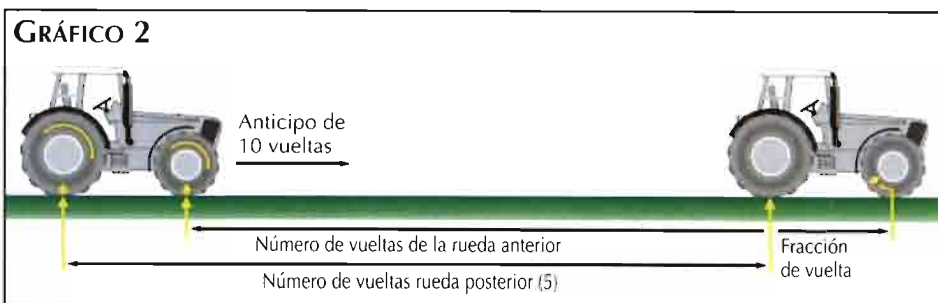 GRÁFICO 2
Anticipo de
10 vueltas
Número de vueltas de la rueda anterior
Fracción
de vuelta
Número de vueltas rueda posterior (5)